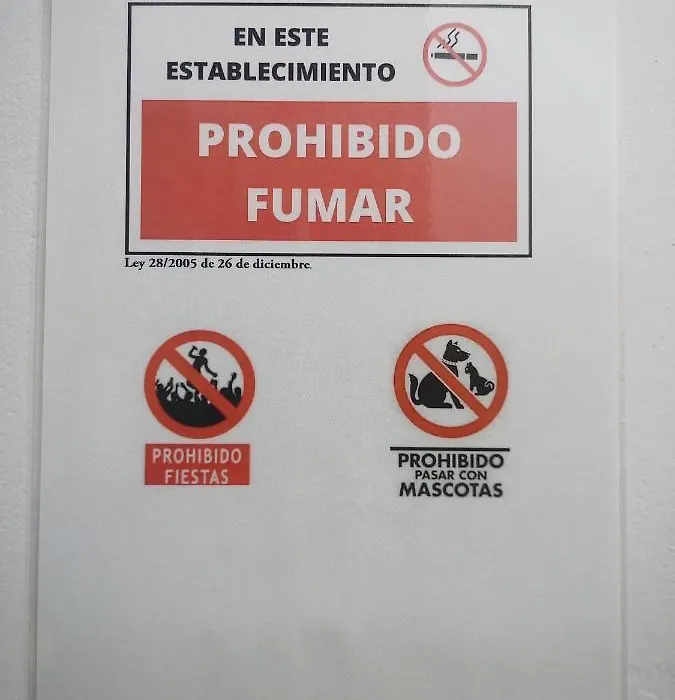 EN ESTE
ESTABLECIMIENTO
PROHIBIDO
FUMAR
Ley 28/2005 de 26 de diciembre.
PROHIBIDO
FIESTAS
PROHIBIDO
PASAR CON
MASCOTAS